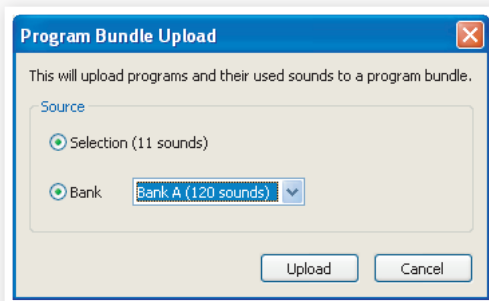 Program Bundle Upload
This will upload programs and their used sounds to a program bundle.
Source
Selection (11 sounds)
Bank Bank A (120 sounds)
Upload Cancel